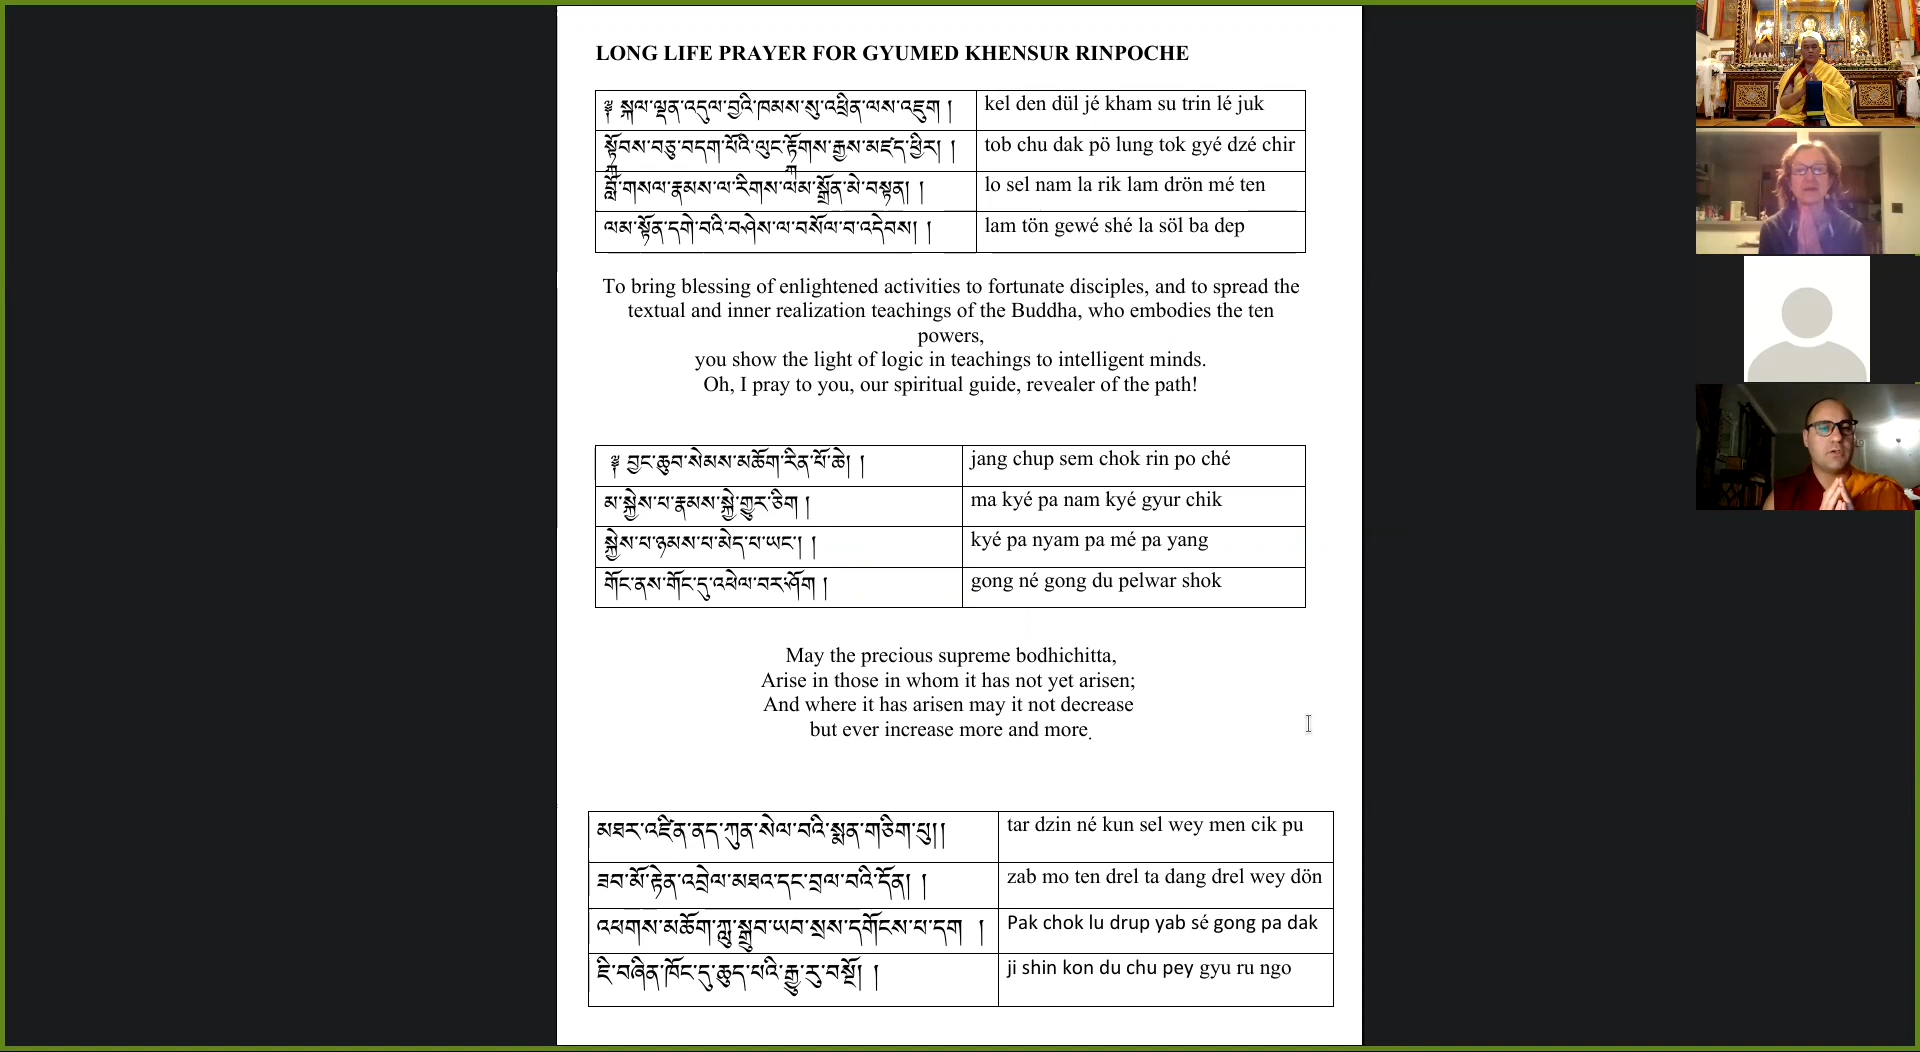 LONG LIFE PRAYER FOR GYUMED KHENSUR RINPOCHE
༈ སྐལ་ལྡན་འདུལ་བྱའི་ཁམས་སུ་འཕྲིན་ལས་འཇུག །
kel den dül jé kham su trin lé juk
སྟོབས་བཅུ་བདག་པོའི་ལུང་རྟོགས་རྒྱས་མཛད་ཕྱིར། །
tob chu dak pö lung tok gyé dzé chir
བློ་གསལ་རྣམས་ལ་རིགས་ལམ་སྒྲོན་མེ་བསྟན། །
lo sel nam la rik lam drön mé ten
ལམ་སྟོན་དགེ་བའི་བཤེས་ལ་བསོལ་བ་འདེབས། །
lam tön gewé shé la söl ba dep
To bring blessing of enlightened activities to fortunate disciples, and to spread the
textual and inner realization teachings of the Buddha, who embodies the ten
powers,
you show the light of logic in teachings to intelligent minds.
Oh, I pray to you, our spiritual guide, revealer of the path!
༈ བྱང་ཆུབ་སེམས་མཆོག་རིན་པོ་ཆེ། །
jang chup sem chok rin po ché
མ་སྐྱེས་པ་རྣམས་སྐྱེ་གྱུར་ཅིག །
ma kyé pa nam kyé gyur chik
སྐྱེས་པ་ཉམས་པ་མེད་པ་ཡང་། །
kyé pa nyam pa mé pa yang
གོང་ནས་གོང་དུ་འཕེལ་བར་ཤོག །
gong né gong du pelwar shok
May the precious supreme bodhichitta,
Arise in those in whom it has not yet arisen;
And where it has arisen may it not decrease
but ever increase more and more.
མཐར་འཛིན་ནད་ཀུན་སེལ་བའི་སྨན་གཅིག་པུ།།
tar dzin né kun sel wey men cik pu
ཟབ་མོ་རྟེན་འབྲེལ་མཐའ་དང་བྲལ་བའི་དོན། །
zab mo ten drel ta dang drel wey dön
འཕགས་མཆོག་ཀླུ་སྒྲུབ་ཡབ་སྲས་དགོངས་པ་དག །
Pak chok lu drup yab sé gong pa dak
ཇི་བཞིན་ཁོང་དུ་ཆུད་པའི་རྒྱུ་རུ་བསྔོ། །
ji shin kon du chu pey gyu ru ngo